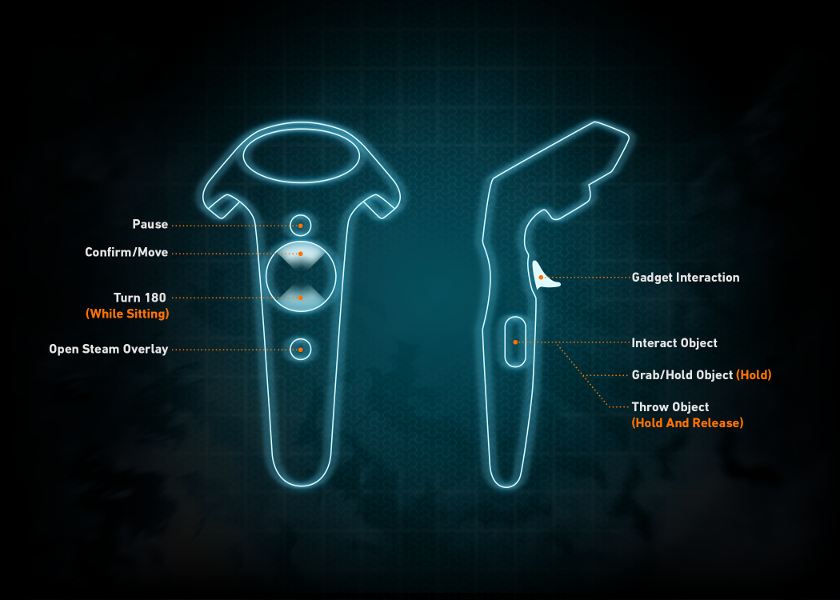 Pause
Confirm/Move
Turn 180
(While Sitting)
Open Steam Overlay
Gadget Interaction
Interact Object
Grab/Hold Object (Hold)
Throw Object
(Hold And Release)